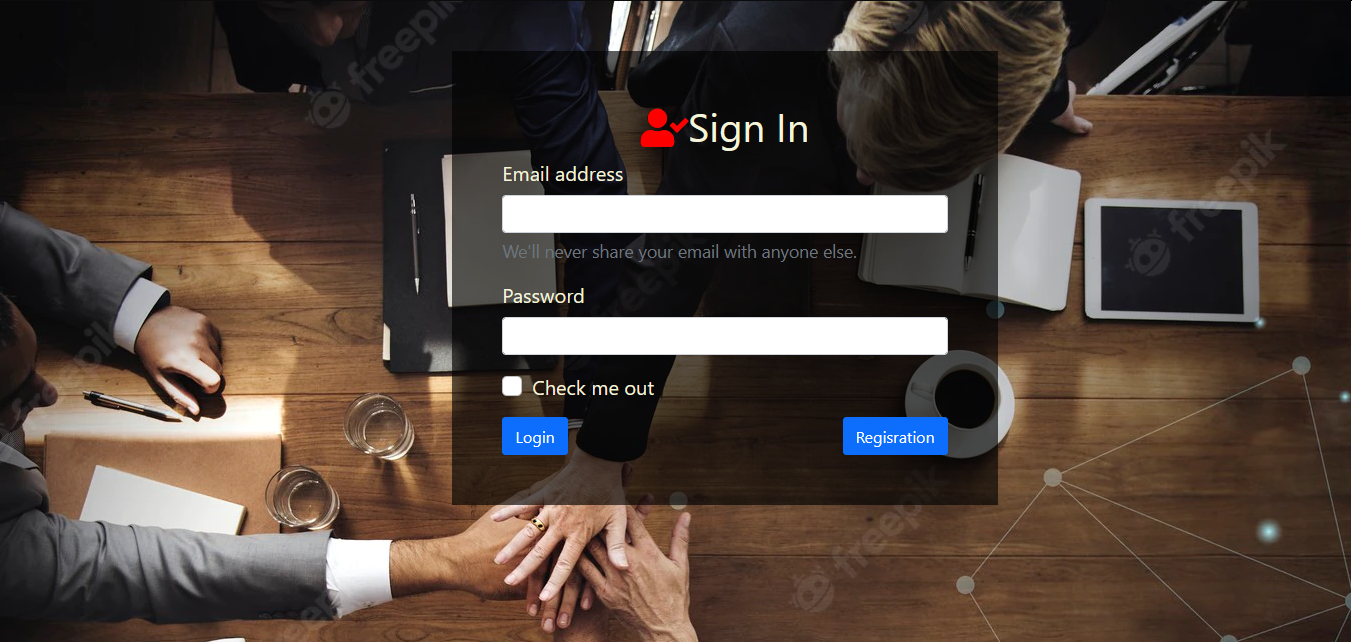 freepik
Sign In
Email address
freepik
We'll never share your email with anyone else.
freepik
Password
freepik
Check me out
Login
Regisration
freepik